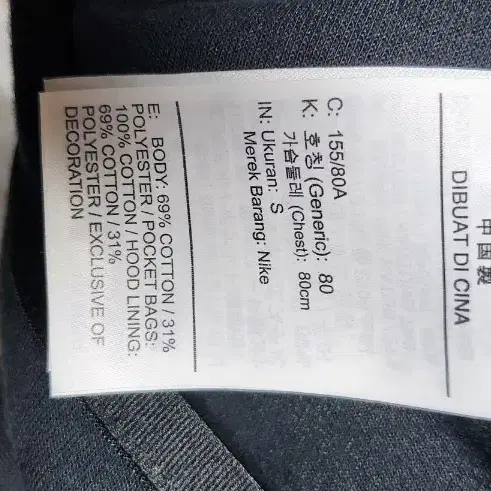 中国製
DIBUAT DI CINA
C: 155/80A
K: 호칭 (Generic): 80
가슴둘레 (Chest): 80cm
IN: Ukuran: S
Merek Barang: Nike
E: BODY: 69% COTTON / 31%
POLYESTER / POCKET BAGS:
100% COTTON / HOOD LINING:
69% COTTON / 31%
POLYESTER / EXCLUSIVE OF
DECORATION